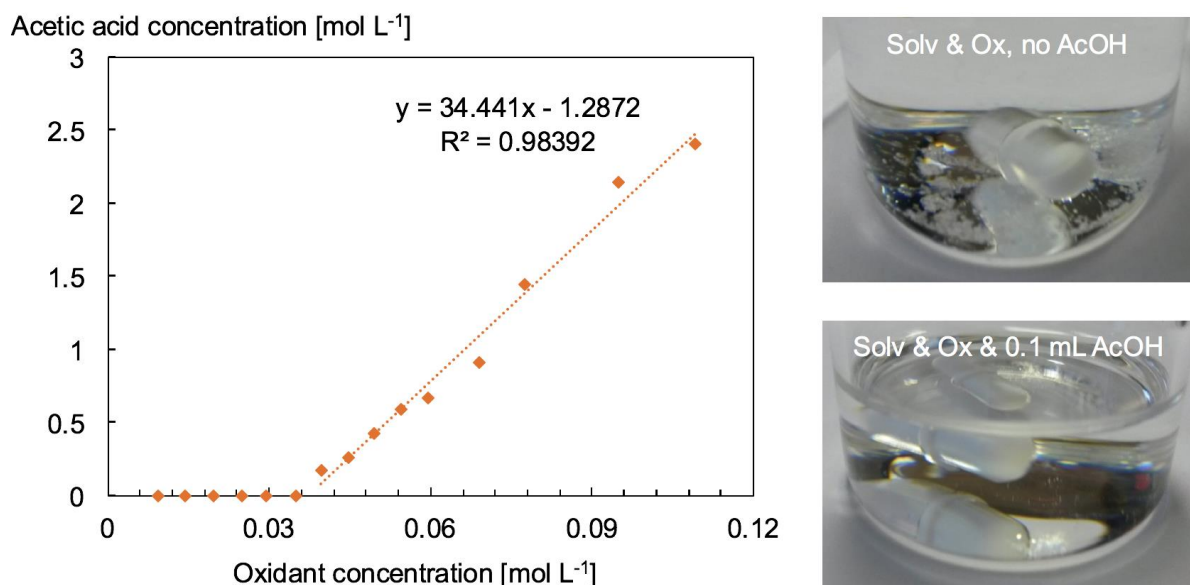 Acetic acid concentration [mol L⁻¹]
3
2.5
2
1.5
1
0.5
0
y = 34.441x - 1.2872
R² = 0.98392
0 0.03 0.06 0.09 0.12
Oxidant concentration [mol L⁻¹]
Solv & Ox, no AcOH
Solv & Ox & 0.1 mL AcOH